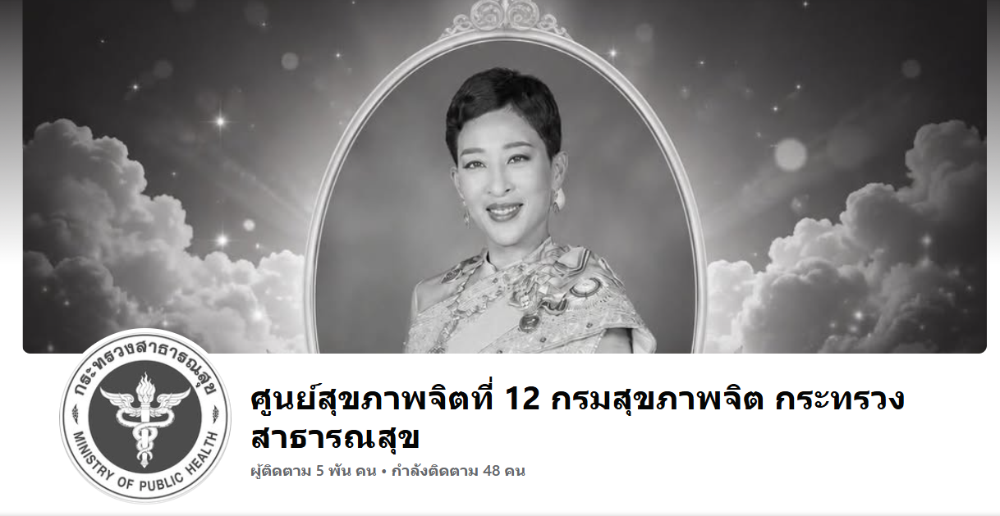 กระทรวงสาธารณสุข
MINISTRY OF PUBLIC HEALTH
ศูนย์สุขภาพจิตที่ 12 กรมสุขภาพจิต กระทรวง
สาธารณสุข
ผู้ติดตาม 5 พัน คน • กำลังติดตาม 48 คน